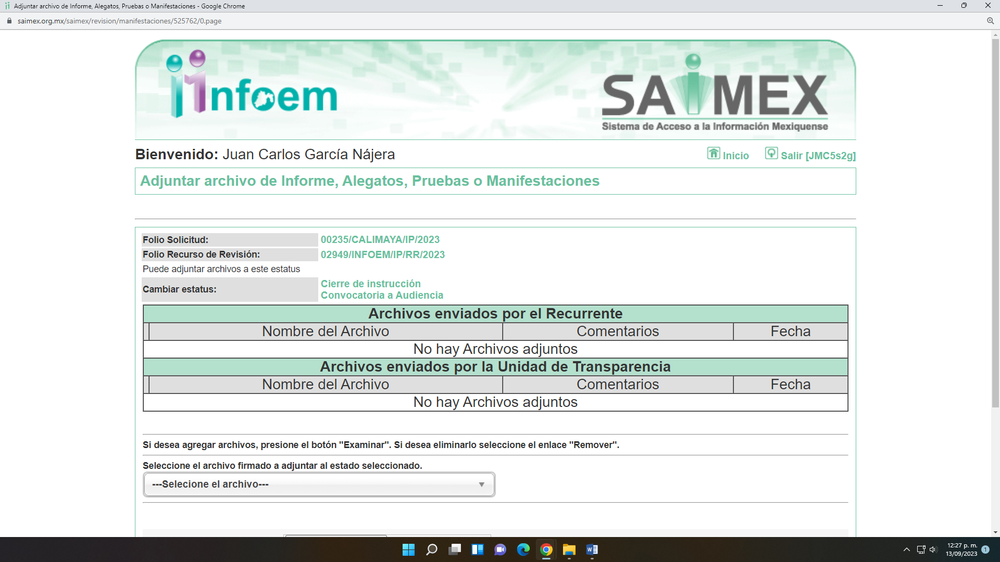 Adjuntar archivo de Informe, Alegatos, Pruebas o Manifestaciones - Google Chrome
saimex.org.mx/saimex/revision/manifestaciones/525762/0.page
infoem
SAIMEX
Sistema de Acceso a la Información Mexiquense
Bienvenido: Juan Carlos García Nájera
Inicio
Salir [JMC5s2g]
Adjuntar archivo de Informe, Alegatos, Pruebas o Manifestaciones
Folio Solicitud: 00235/CALIMAYA/IP/2023
Folio Recurso de Revisión: 02949/INFOEM/IP/RR/2023
Puede adjuntar archivos a este estatus
Cambiar estatus: Cierre de instrucción
Convocatoria a Audiencia
Archivos enviados por el Recurrente
Nombre del Archivo Comentarios Fecha
No hay Archivos adjuntos
Archivos enviados por la Unidad de Transparencia
Nombre del Archivo Comentarios Fecha
No hay Archivos adjuntos
Si desea agregar archivos, presione el botón "Examinar". Si desea eliminarlo seleccione el enlace "Remover".
Seleccione el archivo firmado a adjuntar al estado seleccionado.
---Selecione el archivo---
12:27 p. m.
13/09/2023
1